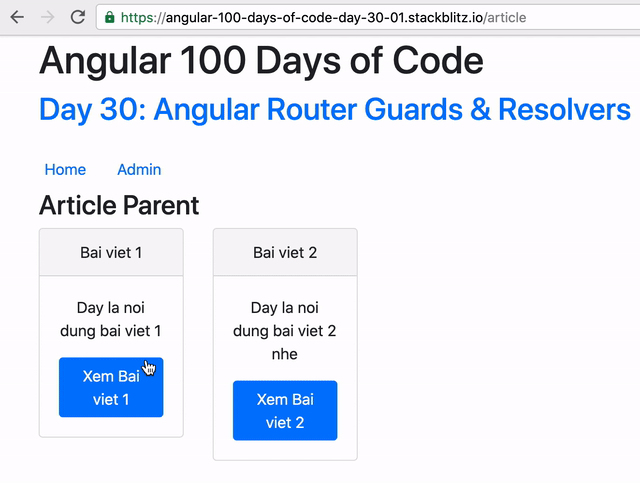 https://angular-100-days-of-code-day-30-01.stackblitz.io/article
Angular 100 Days of Code
Day 30: Angular Router Guards & Resolvers
Home Admin
Article Parent
Bai viet 1
Day la noi
dung bai viet 1
Xem Bai
viet 1
Bai viet 2
Day la noi
dung bai viet 2
nhe
Xem Bai
viet 2